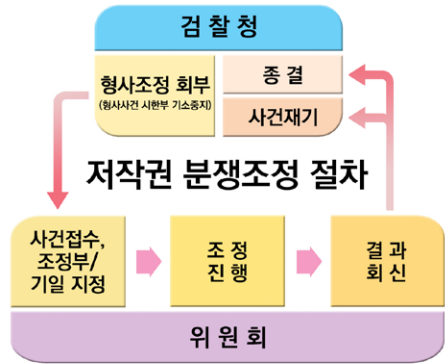 검찰청
형사조정 회부
(형사사건 시한부 기소중지)
종결
사건재기
저작권 분쟁조정 절차
사건접수,
조정부/
기일 지정
조정
진행
결과
회신
위원회